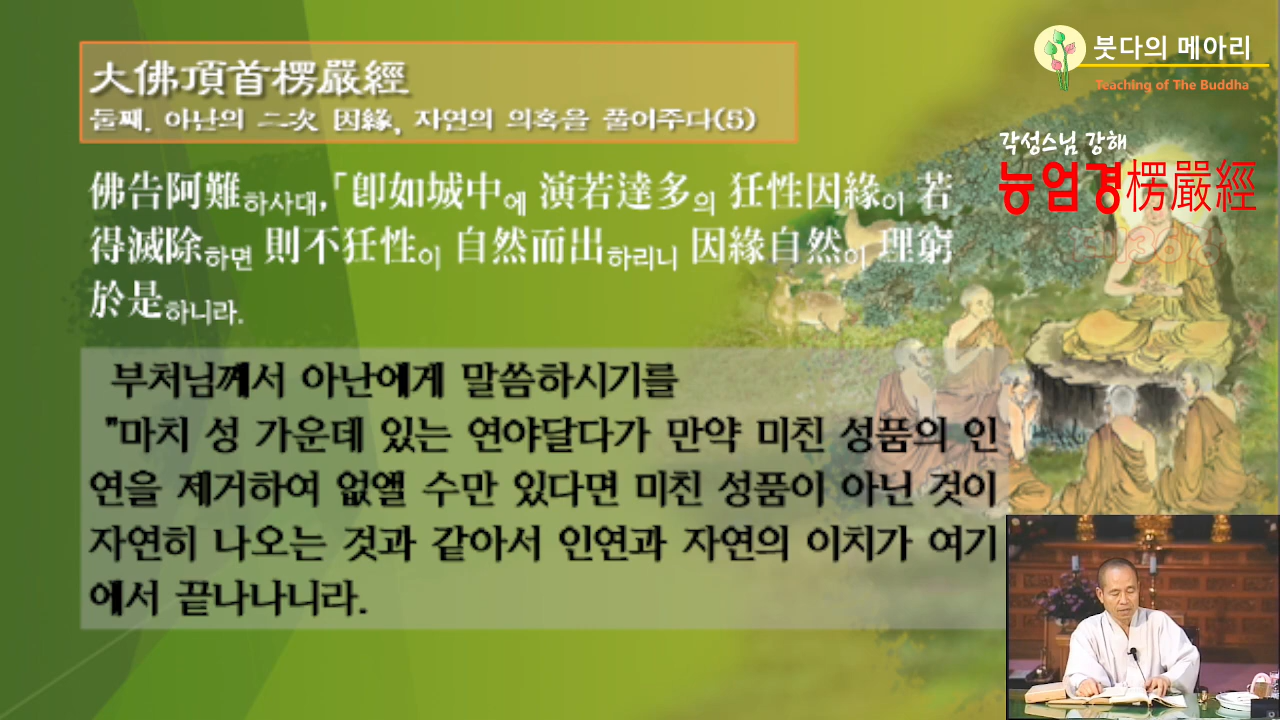 大佛頂首楞嚴經
둘째. 아난의 二次 因緣, 자연의 의혹을 풀어주다(5)
佛告阿難하사대, 「卽如城中에 演若達多의 狂性因緣이 若
得滅除하면 則不狂性이 自然而出하리니 因緣自然이 理窮
於是하니라.
부처님께서 아난에게 말씀하시기를
"마치 성 가운데 있는 연야달다가 만약 미친 성품의 인
연을 제거하여 없앨 수만 있다면 미친 성품이 아닌 것이
자연히 나오는 것과 같아서 인연과 자연의 이치가 여기
에서 끝나나니라.
붓다의 메아리
Teaching of The Buddha
각성스님 강해
능엄경楞嚴經